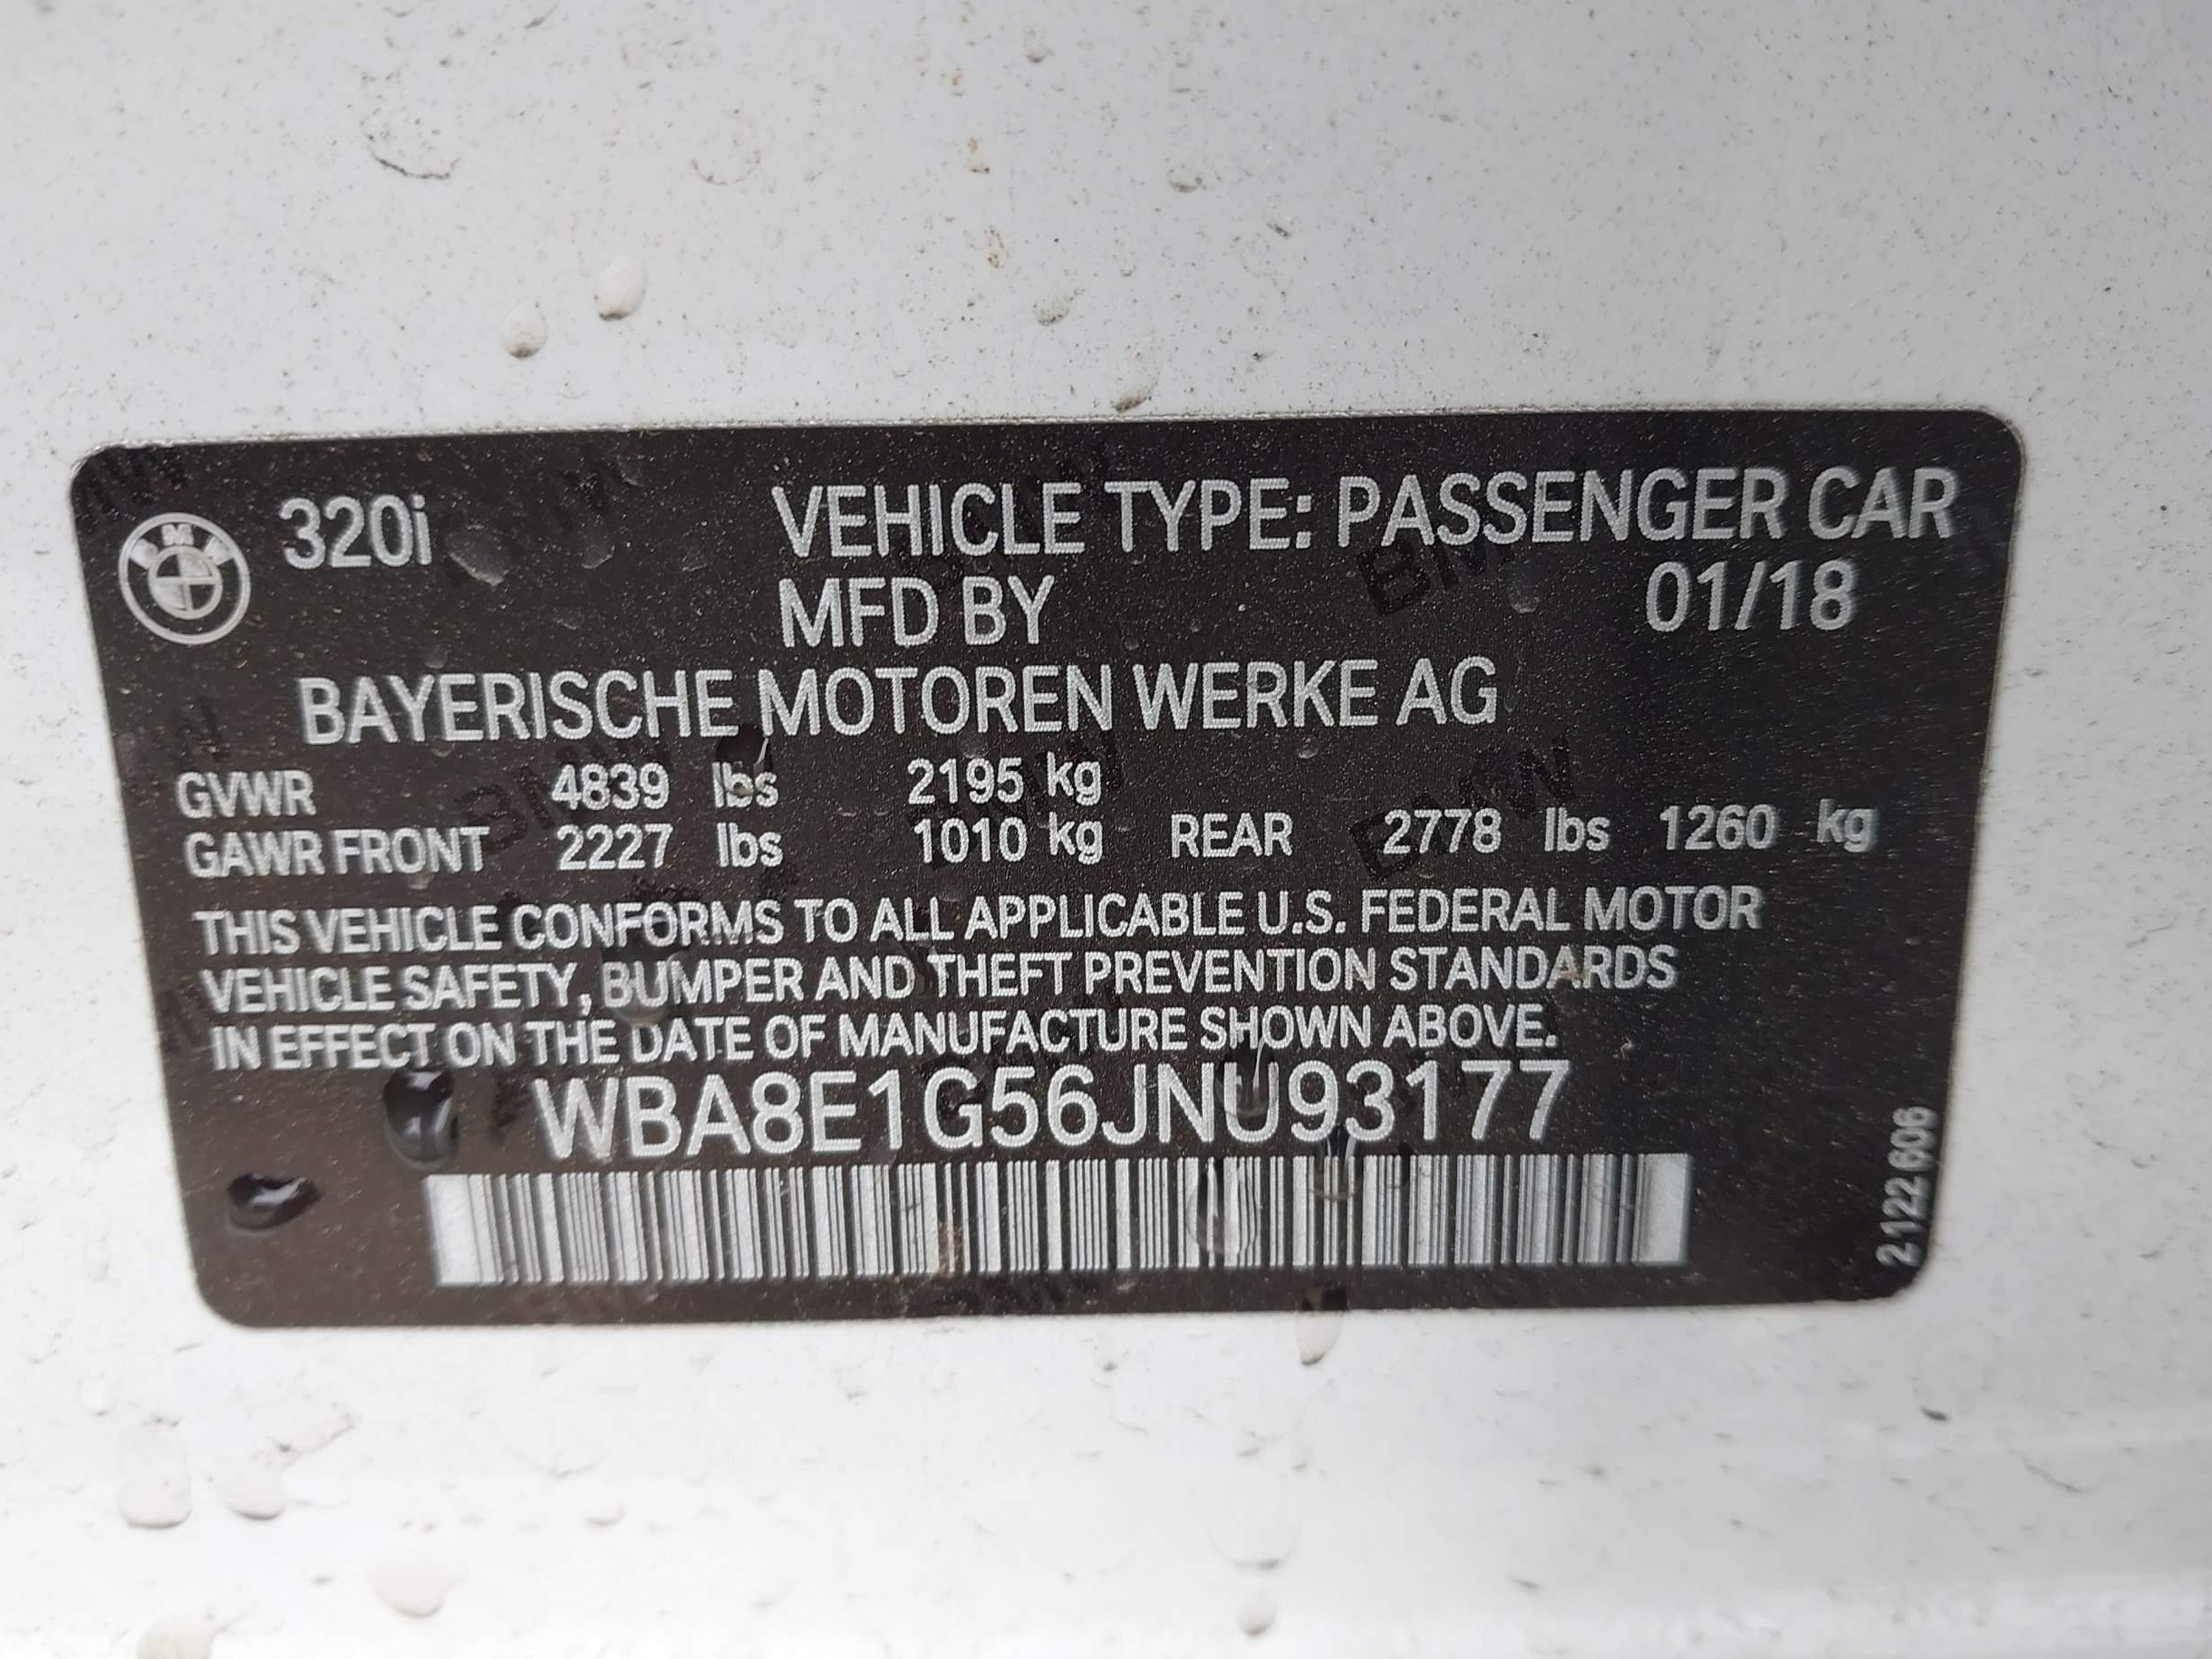 BMW 320i VEHICLE TYPE: PASSENGER CAR
MFD BY 01/18
BAYERISCHE MOTOREN WERKE AG
GVWR 4839 lbs 2195 kg
GAWR FRONT 2227 lbs 1010 kg REAR 2778 lbs 1260 kg
THIS VEHICLE CONFORMS TO ALL APPLICABLE U.S. FEDERAL MOTOR
VEHICLE SAFETY, BUMPER AND THEFT PREVENTION STANDARDS
IN EFFECT ON THE DATE OF MANUFACTURE SHOWN ABOVE.
WBA8E1G56JNU93177
2 122 606